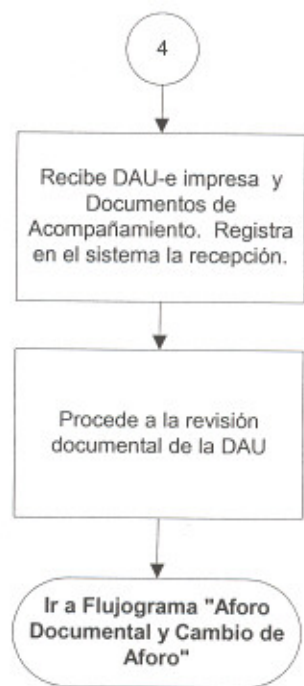 4
Recibe DAU-e impresa y
Documentos de
Acompañamiento. Registra
en el sistema la recepción.
Procede a la revisión
documental de la DAU
Ir a Flujograma "Aforo
Documental y Cambio de
Aforo"